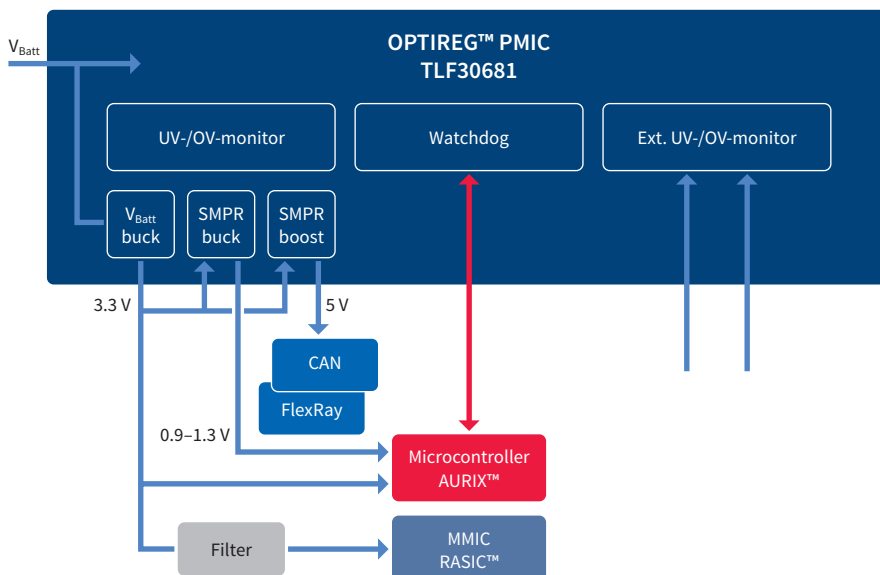 OPTIREG™ PMIC
TLF30681
VBatt
UV-/OV-monitor
Watchdog
Ext. UV-/OV-monitor
VBatt
buck
SMPR
buck
SMPR
boost
3.3 V
5 V
CAN
FlexRay
0.9–1.3 V
Microcontroller
AURIX™
Filter
MMIC
RASIC™